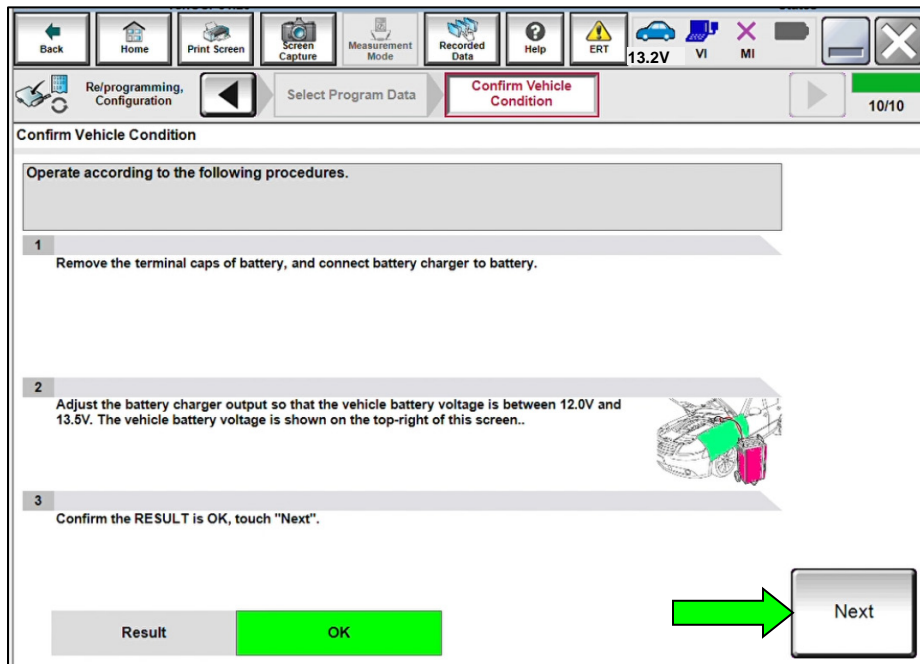 Back
Home
Print Screen
Screen
Capture
Measurement
Mode
Recorded
Data
Help
ERT
13.2V
VI
MI
Re/programming,
Configuration
Select Program Data
Confirm Vehicle
Condition
10/10
Confirm Vehicle Condition
Operate according to the following procedures.
1
Remove the terminal caps of battery, and connect battery charger to battery.
2
Adjust the battery charger output so that the vehicle battery voltage is between 12.0V and
13.5V. The vehicle battery voltage is shown on the top-right of this screen..
3
Confirm the RESULT is OK, touch "Next".
Result
OK
Next